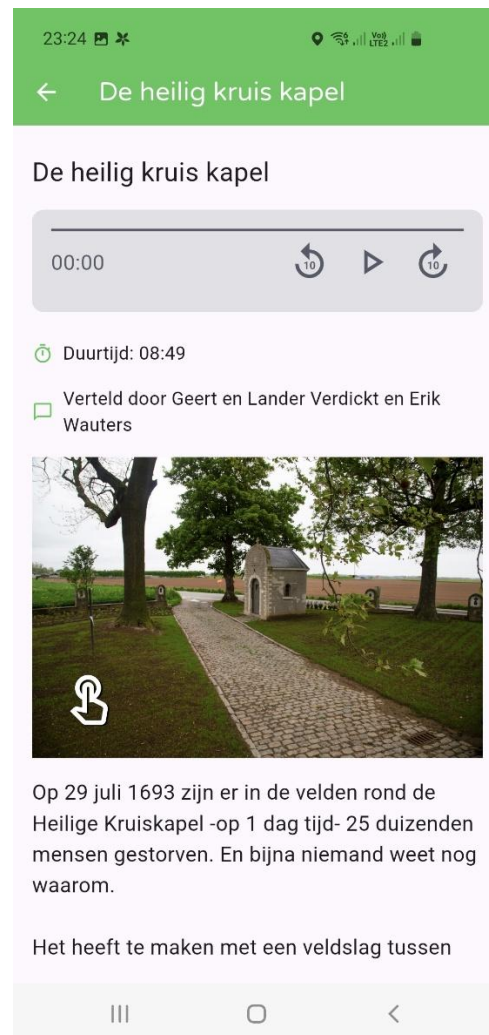 23:24
Vo)) LTE2
De heilig kruis kapel
De heilig kruis kapel
00:00
10
10
Duurtijd: 08:49
Verteld door Geert en Lander Verdickt en Erik
Wauters
Op 29 juli 1693 zijn er in de velden rond de
Heilige Kruiskapel -op 1 dag tijd- 25 duizenden
mensen gestorven. En bijna niemand weet nog
waarom.
Het heeft te maken met een veldslag tussen